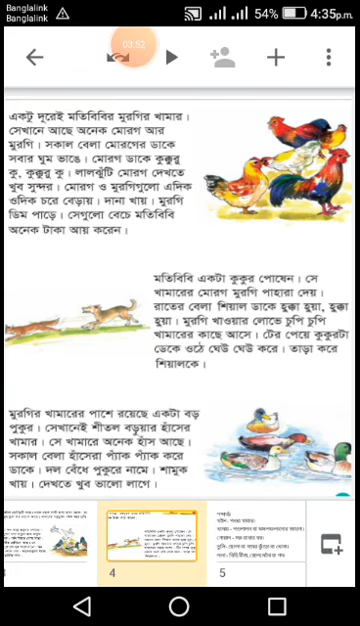 Banglalink
Banglalink
54%
4:35p.m.
03:52
একটু দূরেই মতিবিবির মুরগির খামার।
সেখানে আছে অনেক মোরগ আর
মুরগি। সকাল বেলা মোরগের ডাকে
সবার ঘুম ভাঙে। মোরগ ডাকে কুক্কুরু
কু, কুক্কুরু কু। লালঝুঁটি মোরগ দেখতে
খুব সুন্দর। মোরগ ও মুরগিগুলো এদিক
ওদিক চরে বেড়ায়। দানা খায়। মুরগি
ডিম পাড়ে। সেগুলো বেচে মতিবিবি
অনেক টাকা আয় করেন।
মতিবিবি একটা কুকুর পোষেন। সে
খামারের মোরগ মুরগি পাহারা দেয়।
রাতের বেলা শিয়াল ডাকে হুক্কা হুয়া, হুক্কা
হুয়া। মুরগি খাওয়ার লোভে চুপি চুপি
খামারের কাছে আসে। টের পেয়ে কুকুরটা
ডেকে ওঠে ঘেউ ঘেউ করে। তাড়া করে
শিয়ালকে।
মুরগির খামারের পাশে রয়েছে একটা বড়
পুকুর। সেখানেই শীতল বড়ুয়ার হাঁসের
খামার। সে খামারে অনেক হাঁস আছে।
সকাল বেলা হাঁসেরা প্যাঁক প্যাঁক করে
ডাকে। দল বেঁধে পুকুরে নামে। শামুক
খায়। দেখতে খুব ভালো লাগে।
4
5